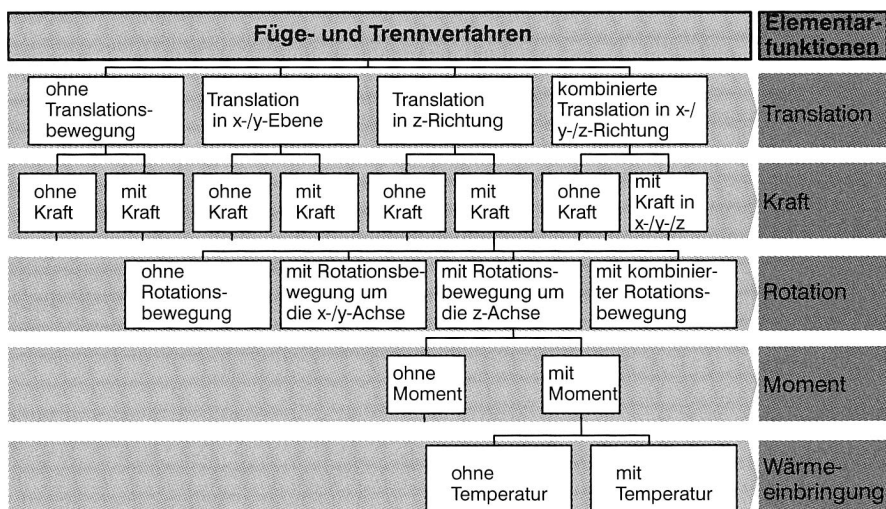 Füge- und Trennverfahren
Elementar-
funktionen
ohne
Translations-
bewegung
Translation
in x-/y-Ebene
Translation
in z-Richtung
kombinierte
Translation in x-/
y-/z-Richtung
Translation
ohne
Kraft
mit
Kraft
ohne
Kraft
mit
Kraft
ohne
Kraft
mit
Kraft
ohne
Kraft
mit
Kraft in
x-/y-/z
Kraft
ohne
Rotations-
bewegung
mit Rotationsbe-
wegung um
die x-/y-Achse
mit Rotations-
bewegung um
die z-Achse
mit kombinier-
ter Rotations-
bewegung
Rotation
ohne
Moment
mit
Moment
Moment
ohne
Temperatur
mit
Temperatur
Wärme-
einbringung